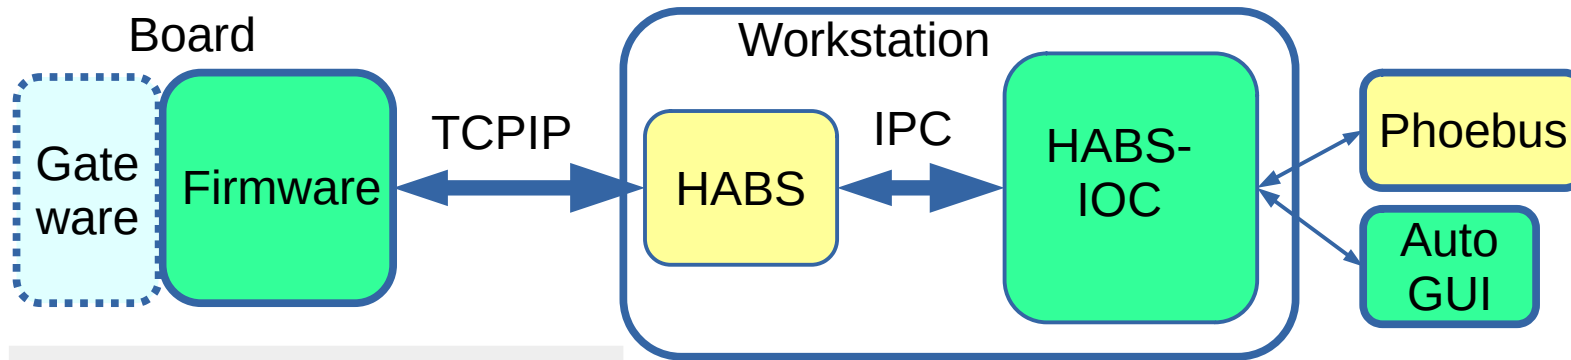 Board
Gate
ware
Firmware
TCPIP
Workstation
HABS
IPC
HABS-
IOC
Phoebus
Auto
GUI